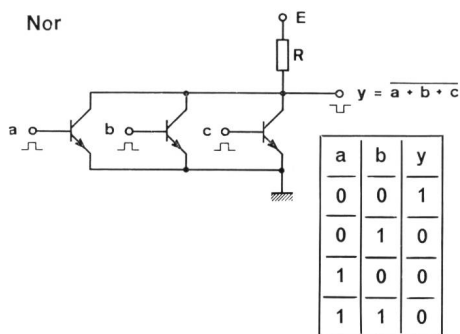 Nor
E
R
y = a + b + c
a
b
c
a b y
0 0 1
0 1 0
1 0 0
1 1 0